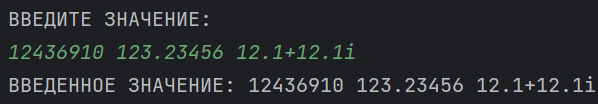 ВВЕДИТЕ ЗНАЧЕНИЕ:
12436910 123.23456 12.1+12.1i
ВВЕДЕННОЕ ЗНАЧЕНИЕ: 12436910 123.23456 12.1+12.1i